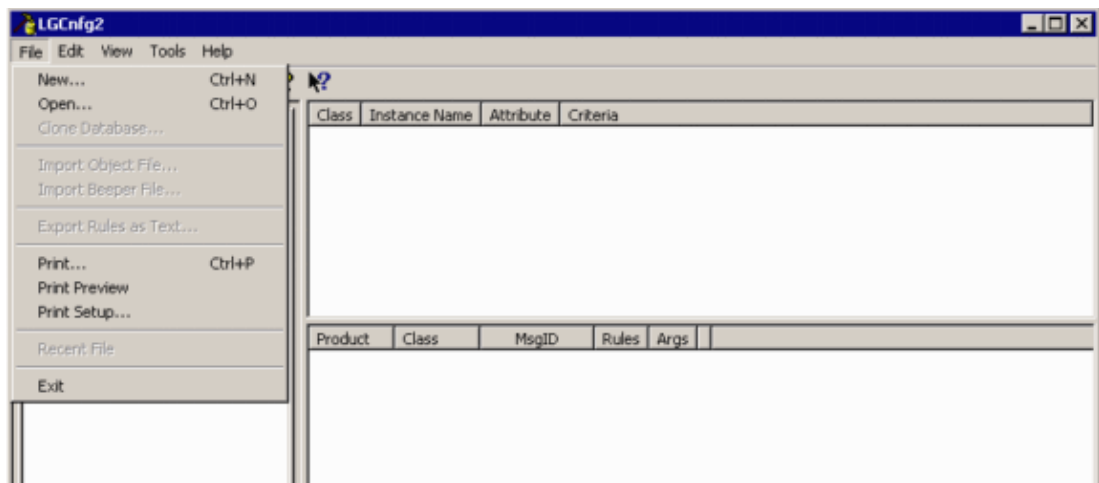 LGCnfg2
File Edit View Tools Help
New... Ctrl+N
Open... Ctrl+O
Clone Database...
Import Object File...
Import Beeper File...
Export Rules as Text...
Print... Ctrl+P
Print Preview
Print Setup...
Recent File
Exit
?
Class Instance Name Attribute Criteria
Product Class MsgID Rules Args